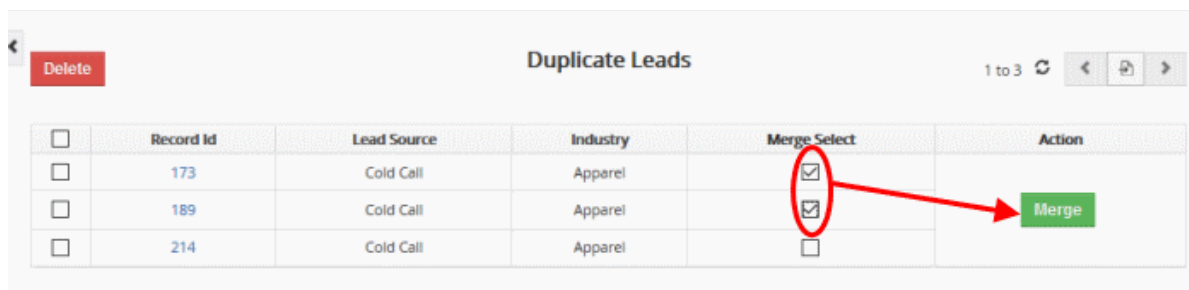 Delete
Duplicate Leads
1 to 3
Record Id Lead Source Industry Merge Select Action
173 Cold Call Apparel
189 Cold Call Apparel Merge
214 Cold Call Apparel